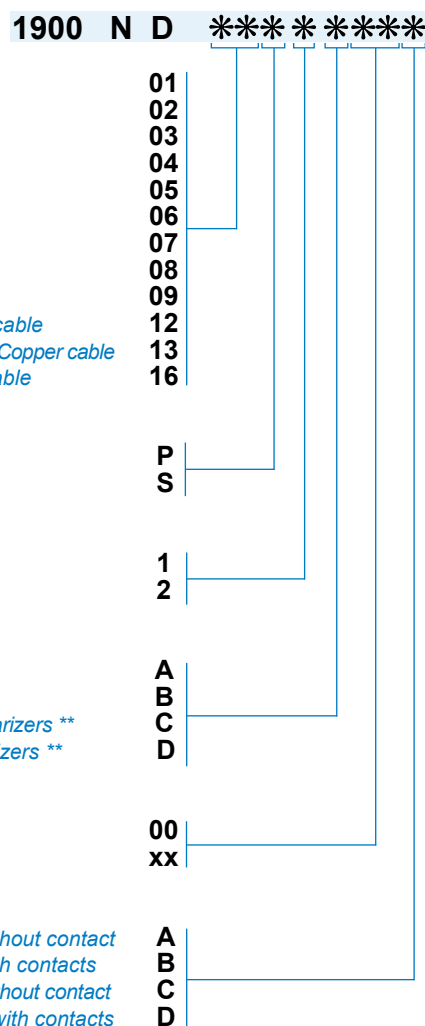 1900 N D ✻✻✻ ✻ ✻✻✻✻
01
02
03
04
05
06
07
08
09
cable 12
Copper cable 13
able 16
P
S
1
2
A
B
rizers ** C
zers ** D
00
xx
hout contact A
h contacts B
hout contact C
with contacts D